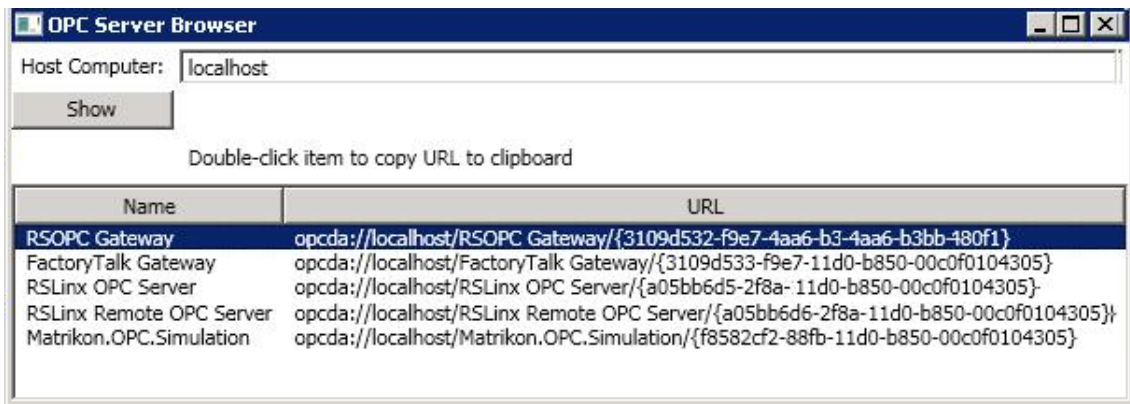 OPC Server Browser
Host Computer: localhost
Show
Double-click item to copy URL to clipboard
Name URL
RSOPC Gateway opcda://localhost/RSOPC Gateway/{3109d532-f9e7-4aa6-b3-4aa6-b3bb-480f1}
FactoryTalk Gateway opcda://localhost/FactoryTalk Gateway/{3109d533-f9e7-11d0-b850-00c0f0104305}
RSLinx OPC Server opcda://localhost/RSLinx OPC Server/{a05bb6d5-2f8a-11d0-b850-00c0f0104305}
RSLinx Remote OPC Server opcda://localhost/RSLinx Remote OPC Server/{a05bb6d6-2f8a-11d0-b850-00c0f0104305}}
Matrikon.OPC.Simulation opcda://localhost/Matrikon.OPC.Simulation/{f8582cf2-88fb-11d0-b850-00c0f0104305}